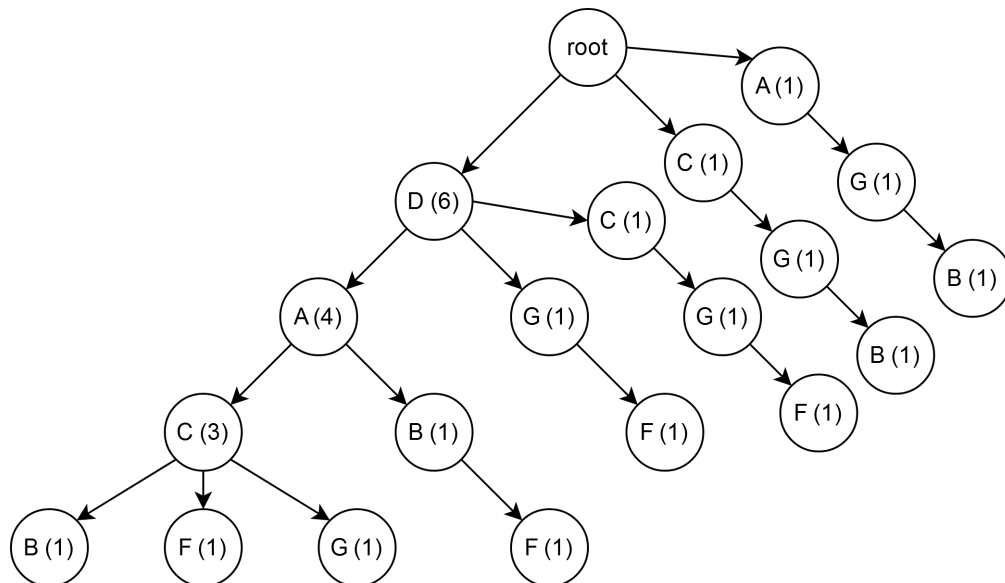 root
A (1)
C (1)
G (1)
D (6)
C (1)
G (1)
B (1)
A (4)
G (1)
G (1)
B (1)
F (1)
C (3)
B (1)
F (1)
B (1)
F (1)
G (1)
F (1)